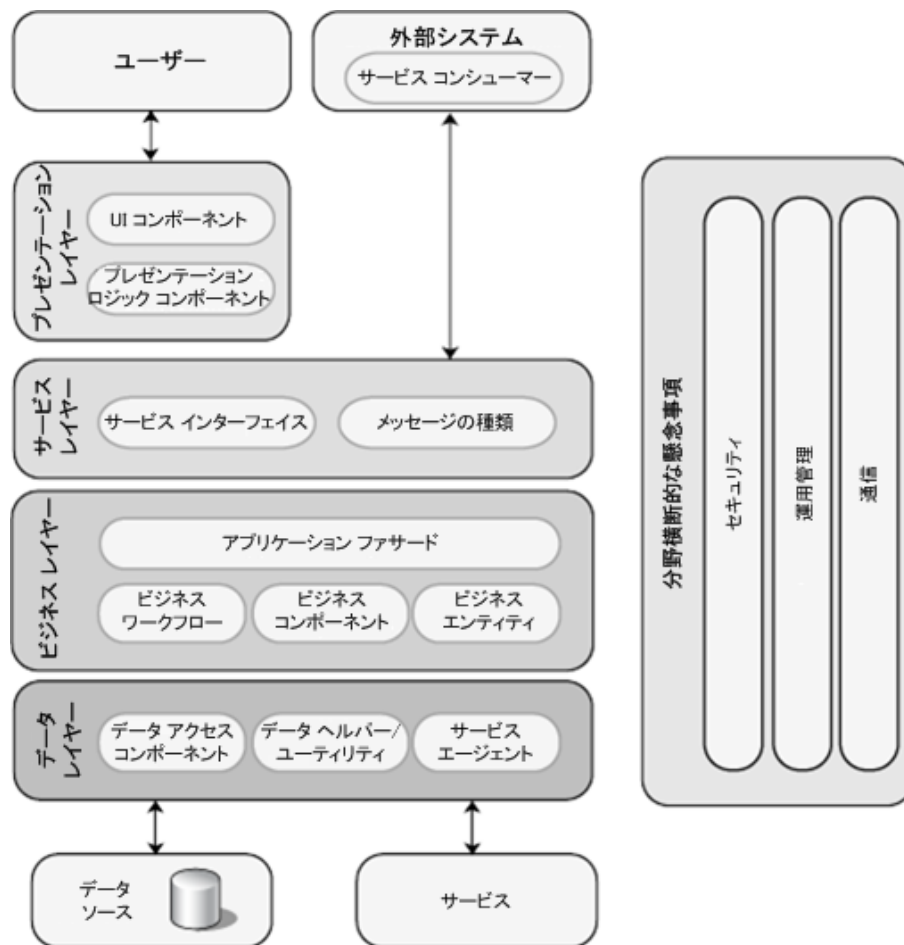 ユーザー
外部システム
サービス コンシューマー
プレゼンテーション
レイヤー
UI コンポーネント
プレゼンテーション
ロジック コンポーネント
サービス
レイヤー
サービス インターフェイス
メッセージの種類
ビジネス レイヤー
アプリケーション ファサード
ビジネス
ワークフロー
ビジネス
コンポーネント
ビジネス
エンティティ
データ
レイヤー
データ アクセス
コンポーネント
データ ヘルパー/
ユーティリティ
サービス
エージェント
データ
ソース
サービス
分野横断的な懸念事項
セキュリティ
運用管理
通信